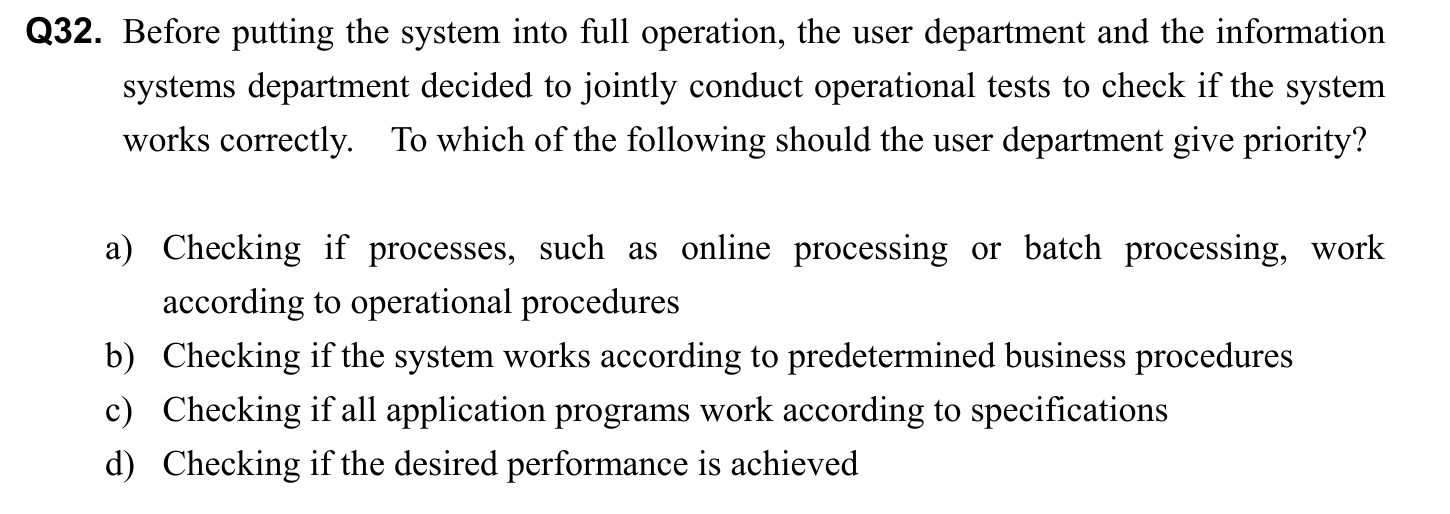 Q32. Before putting the system into full operation, the user department and the information
systems department decided to jointly conduct operational tests to check if the system
works correctly. To which of the following should the user department give priority?
a) Checking if processes, such as online processing or batch processing, work
according to operational procedures
b) Checking if the system works according to predetermined business procedures
c) Checking if all application programs work according to specifications
d) Checking if the desired performance is achieved